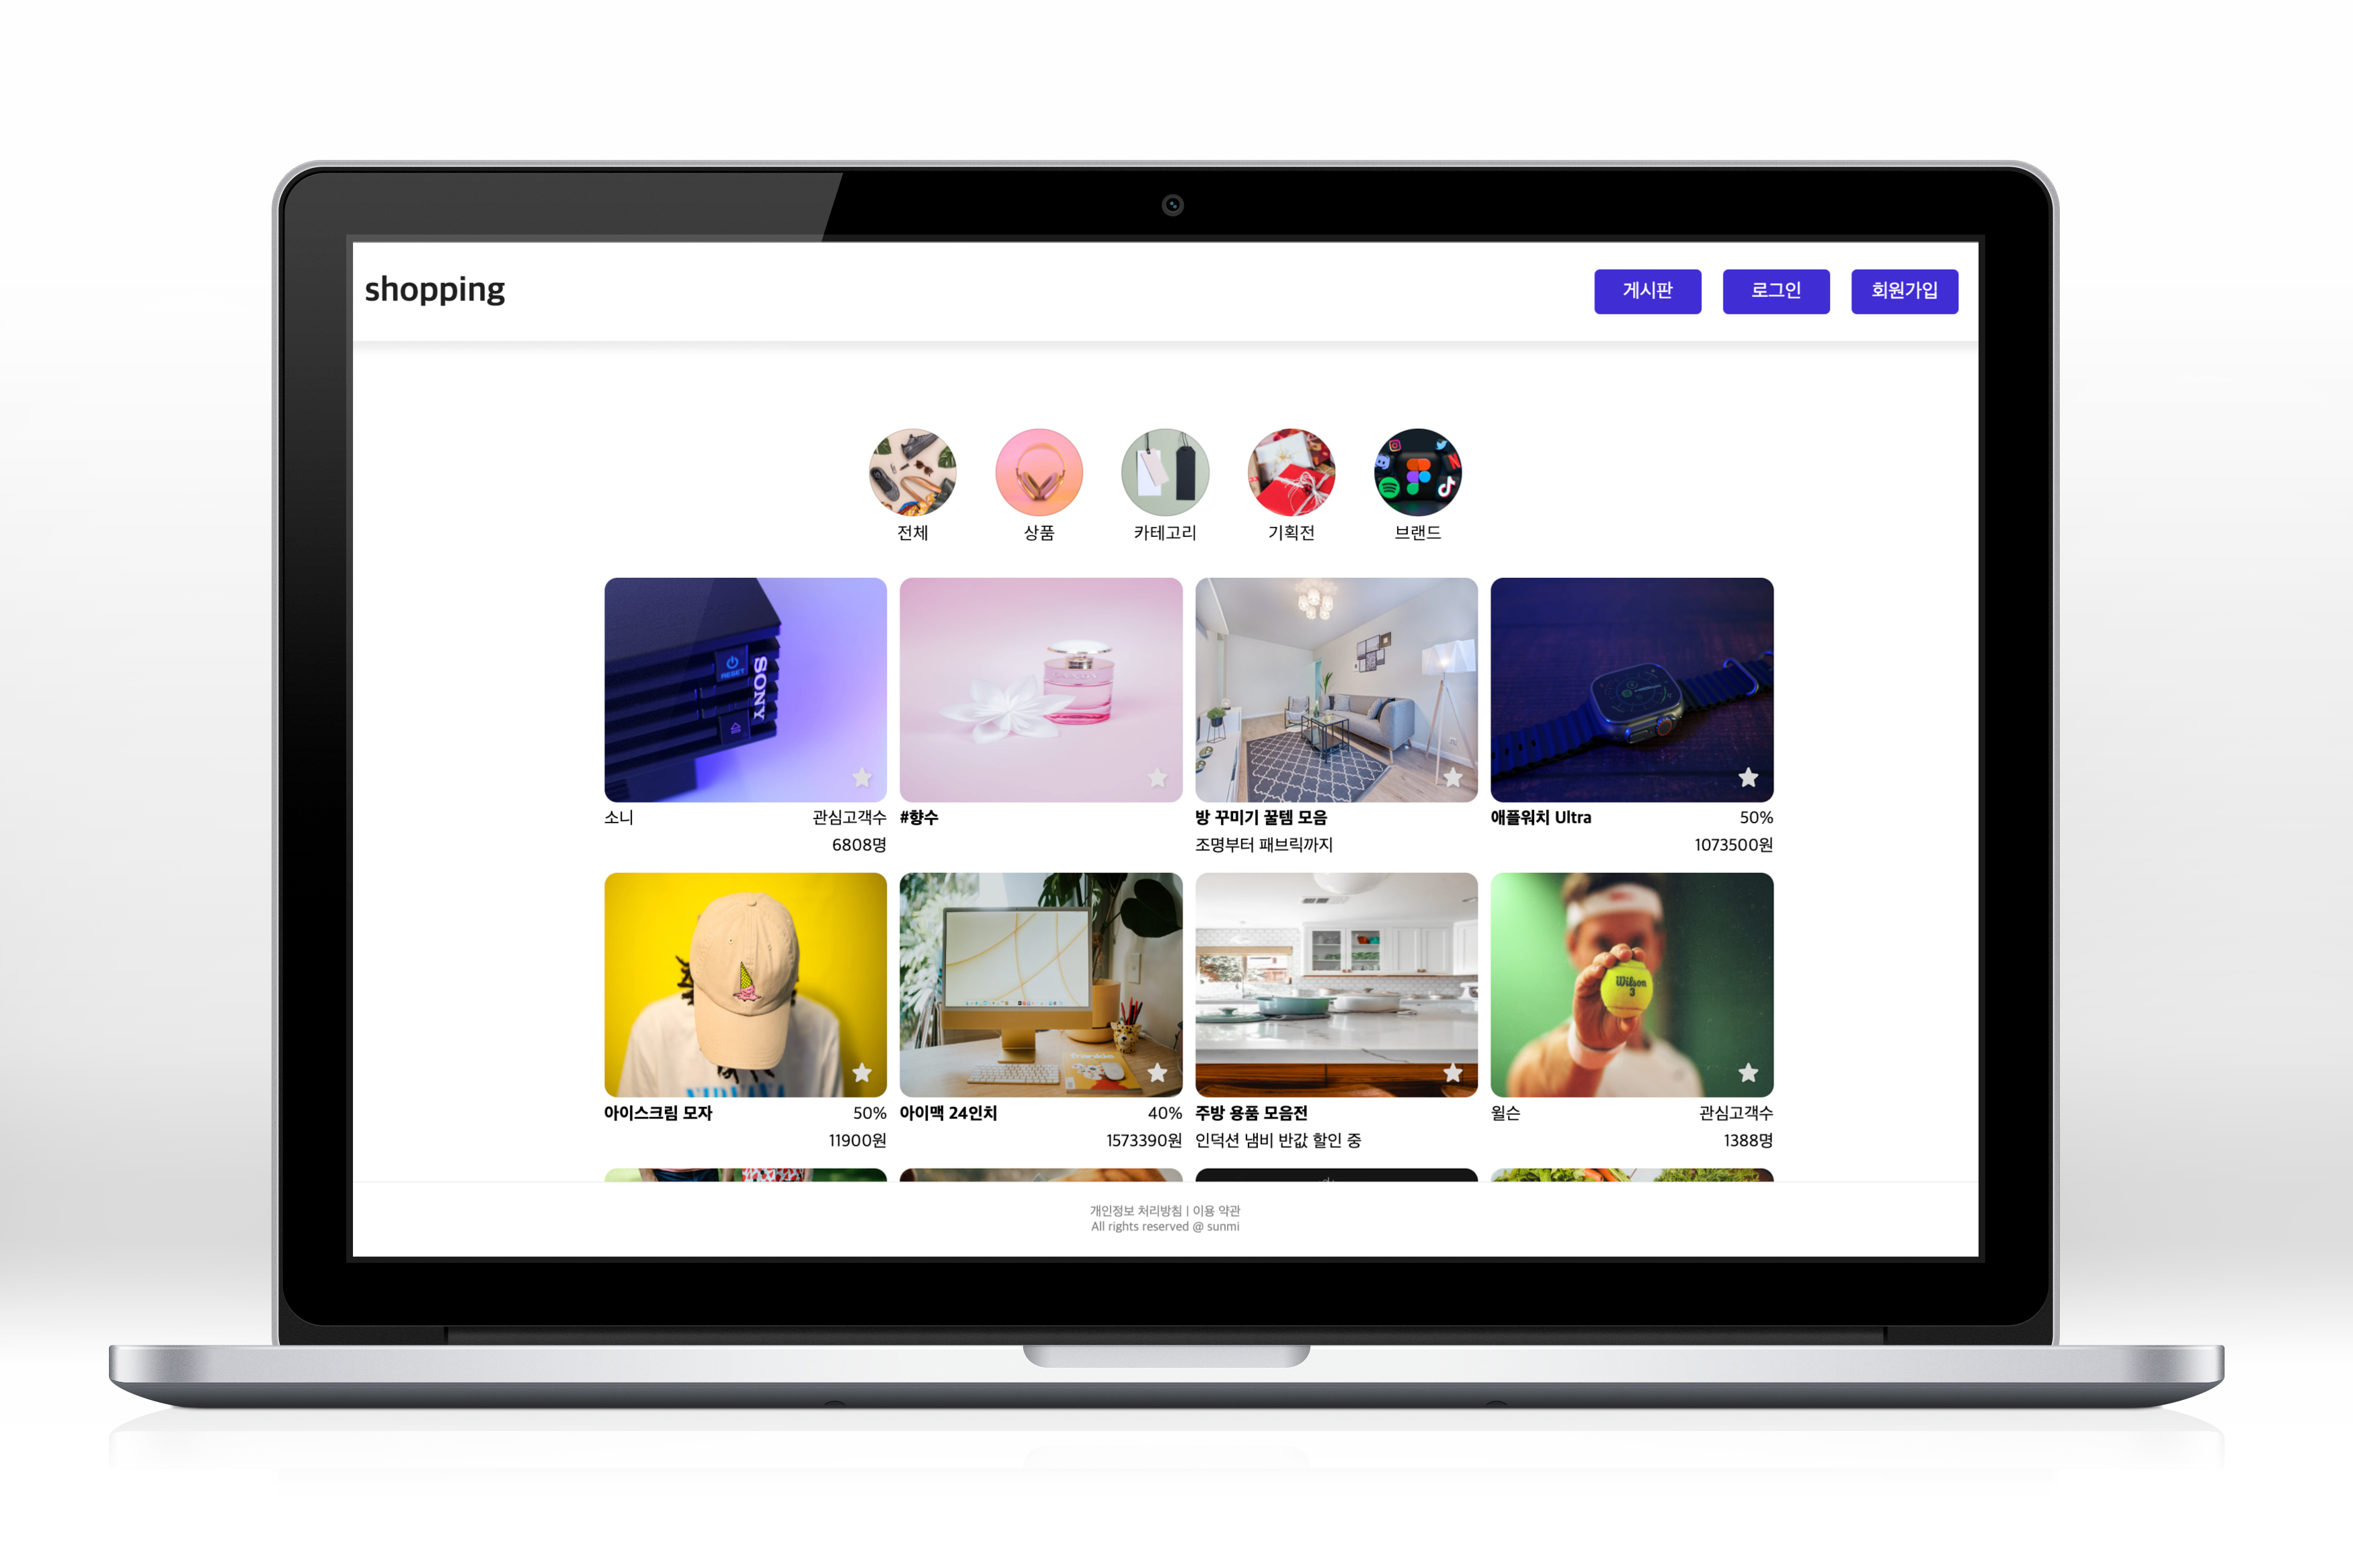 shopping
게시판 로그인 회원가입
전체 상품 카테고리 기획전 브랜드
RESET
SONY
소니 관심고객수 #향수 방 꾸미기 꿀템 모음 애플워치 Ultra 50%
6808명 조명부터 패브릭까지 1073500원
Wilson
3
아이스크림 모자 50% 아이맥 24인치 40% 주방 용품 모음전 윌슨 관심고객수
11900원 1573390원 인덕션 냄비 반값 할인 중 1388명
개인정보 처리방침 | 이용 약관
All rights reserved @ sunmi